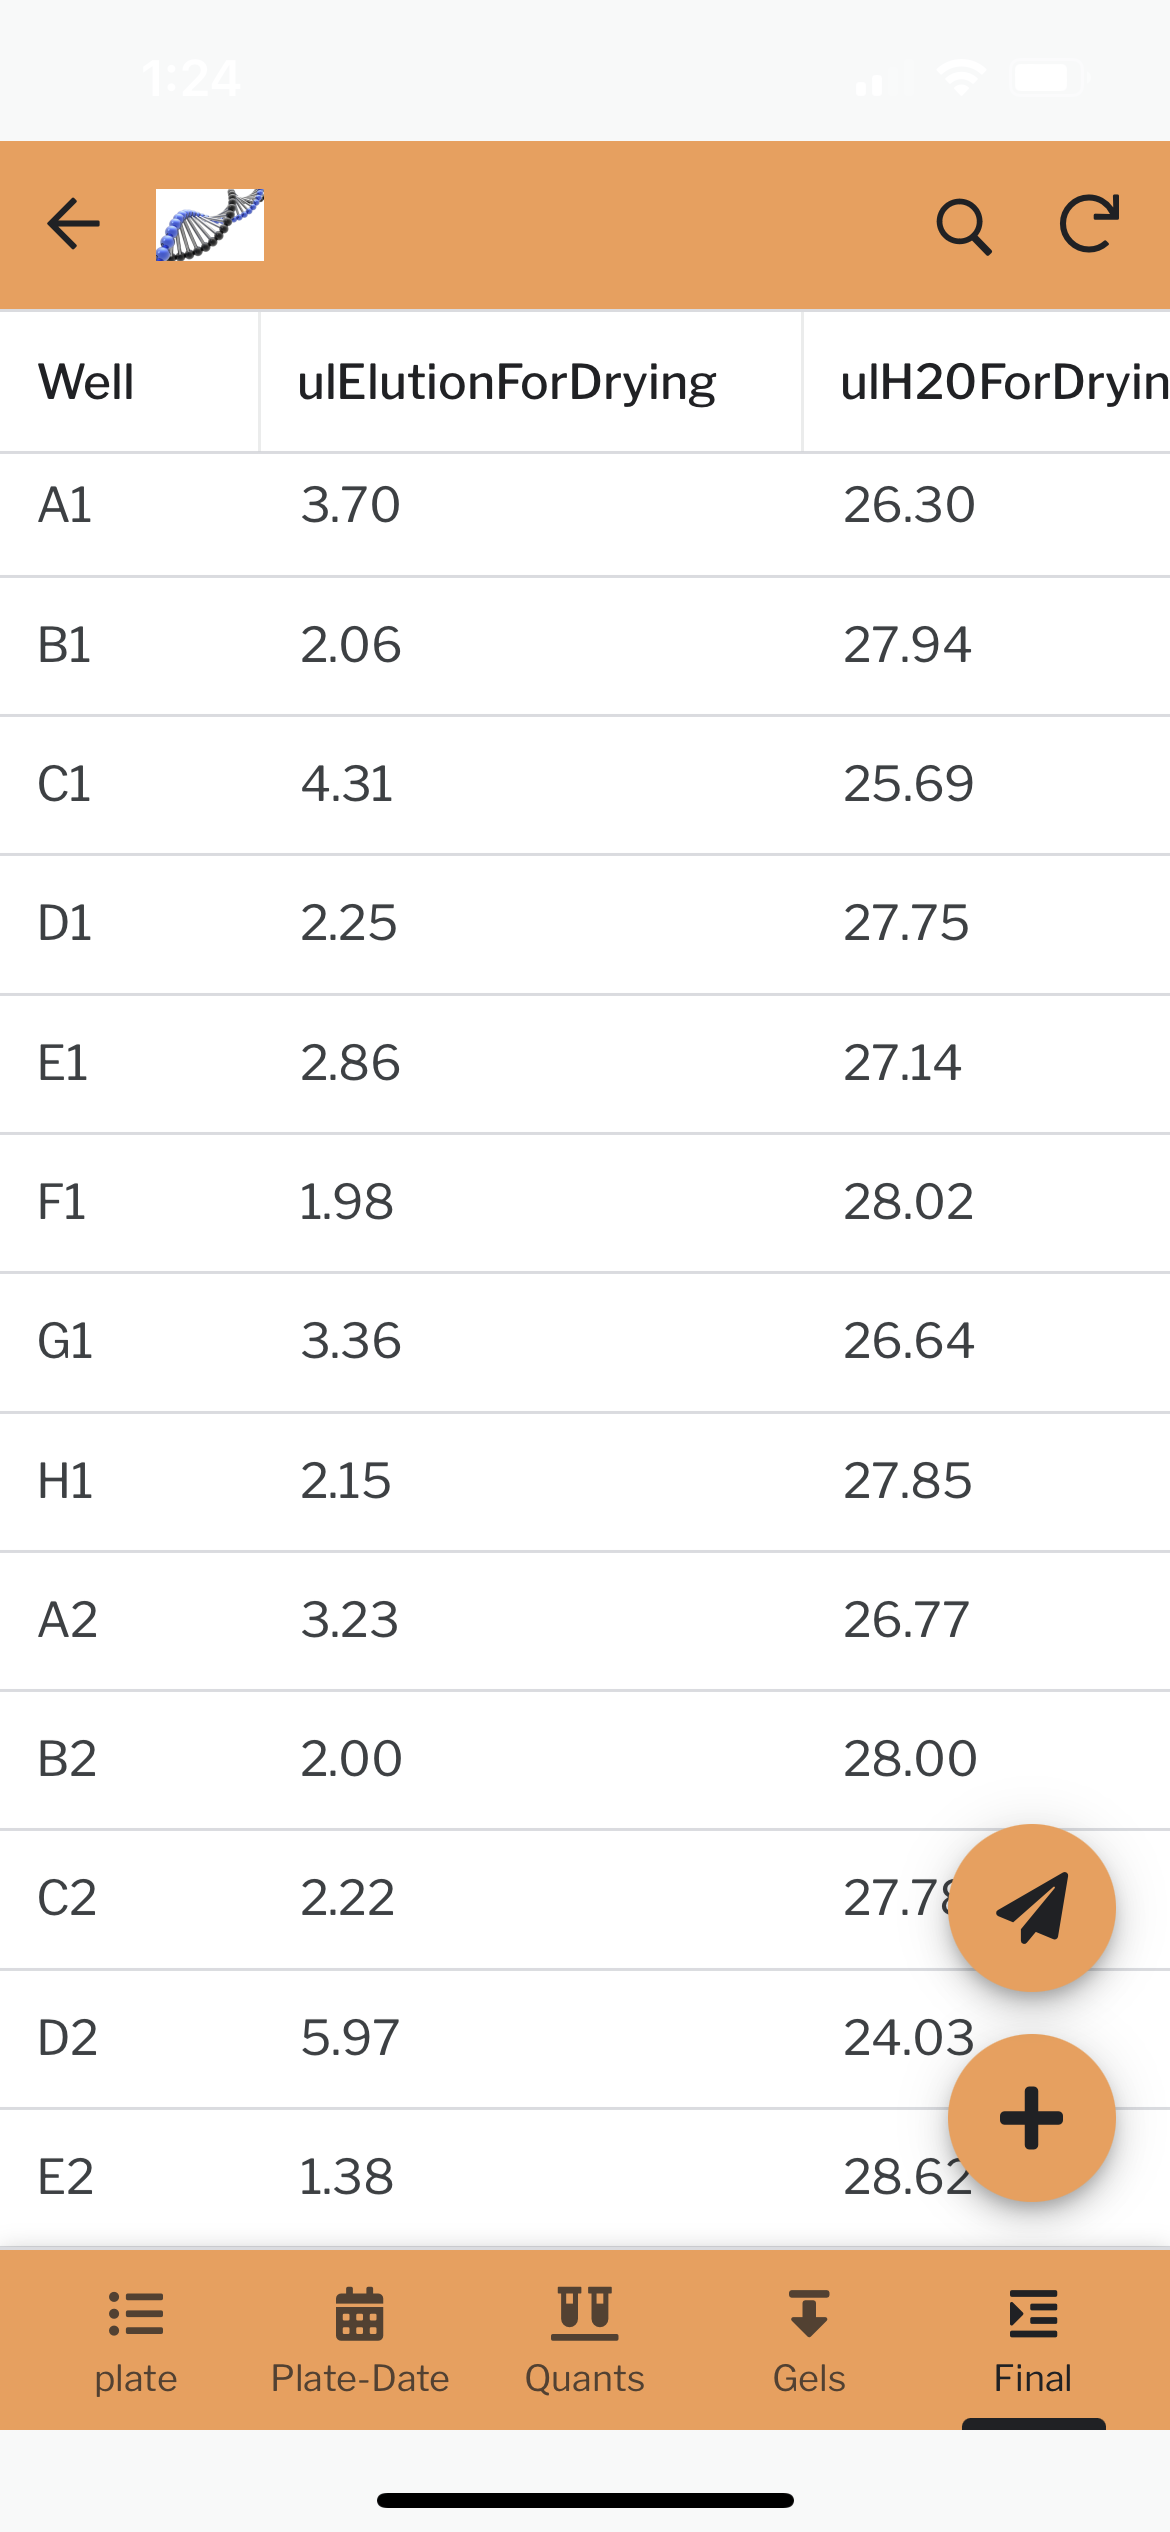 1:24
Well ulElutionForDrying ulH20ForDryin
A1 3.70 26.30
B1 2.06 27.94
C1 4.31 25.69
D1 2.25 27.75
E1 2.86 27.14
F1 1.98 28.02
G1 3.36 26.64
H1 2.15 27.85
A2 3.23 26.77
B2 2.00 28.00
C2 2.22 27.78
D2 5.97 24.03
E2 1.38 28.62
plate Plate-Date Quants Gels Final